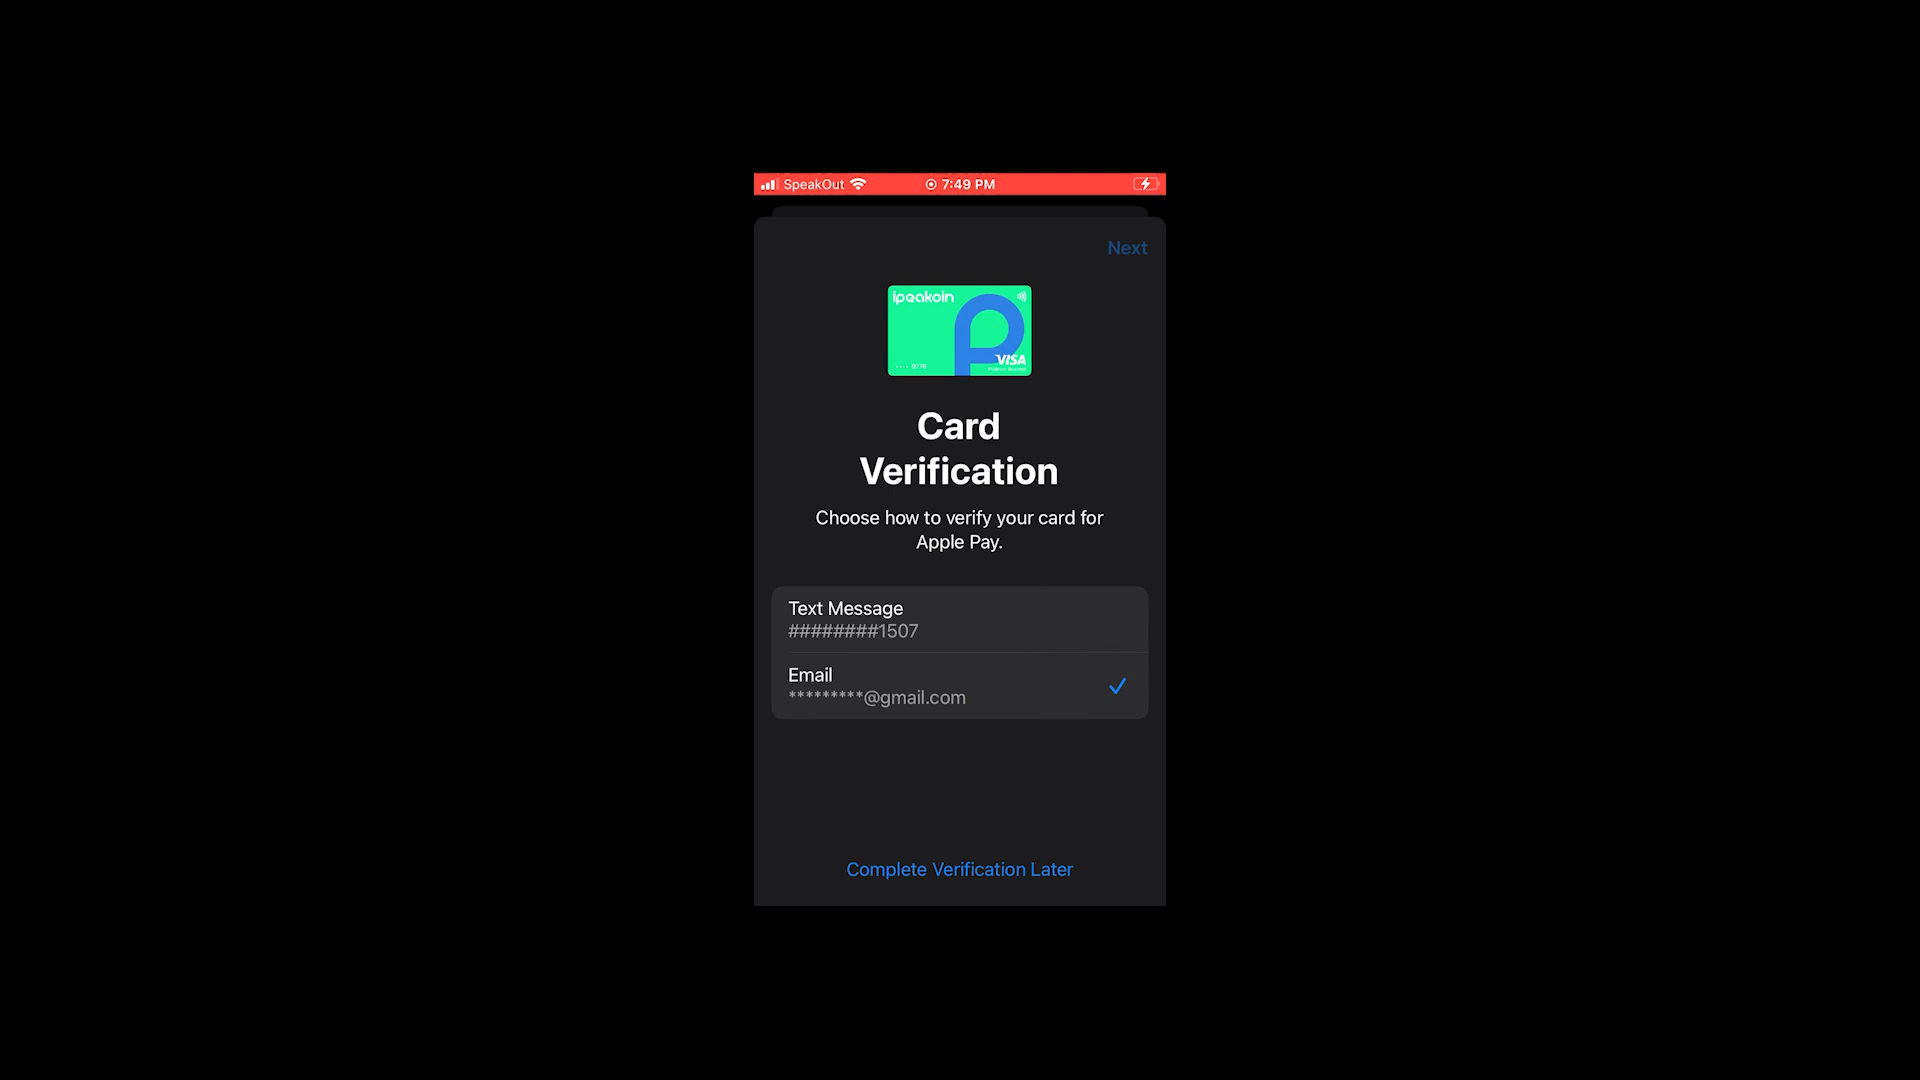 SpeakOut 7:49 PM
Next
ipeakoin
VISA
Card
Verification
Choose how to verify your card for
Apple Pay.
Text Message
########1507
Email
*********@gmail.com
Complete Verification Later